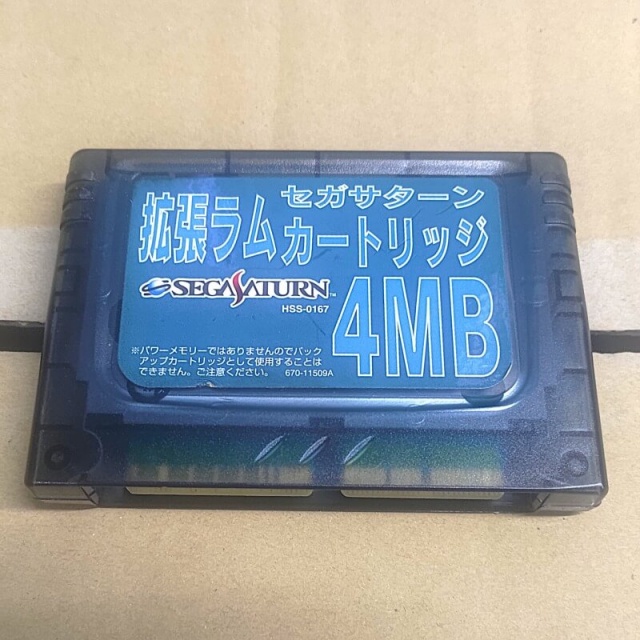 セガサターン
拡張ラムカートリッジ
SEGA SATURN™
HSS-0167
4MB
※パワーメモリーではありませんのでバック
アップカートリッジとして使用することは
できません。ご注意ください。 670-11509A